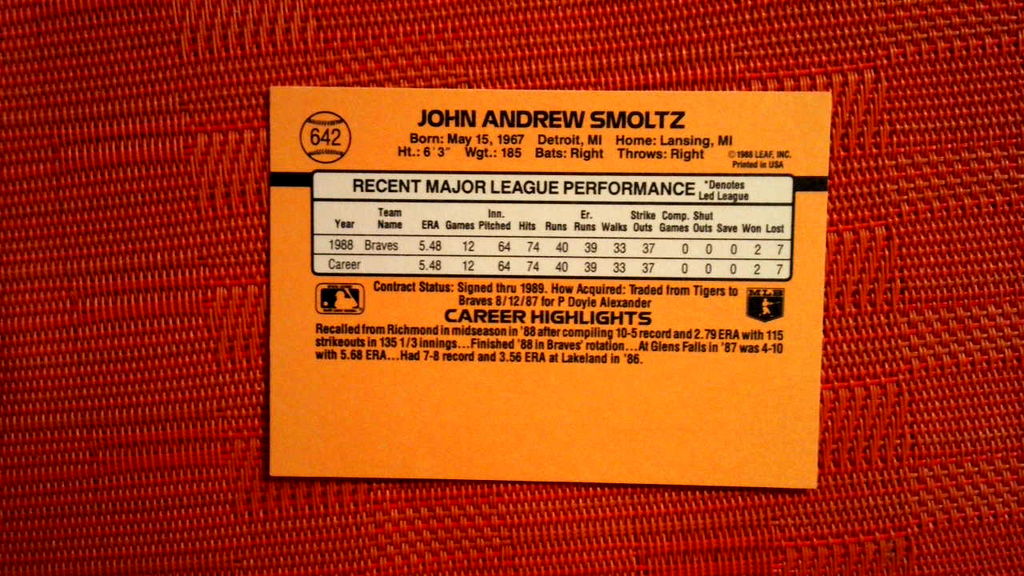 642
JOHN ANDREW SMOLTZ
Born: May 15, 1967 Detroit, MI Home: Lansing, MI
Ht.: 6'3" Wgt.: 185 Bats: Right Throws: Right
©1988 LEAF, INC.
Printed in USA
RECENT MAJOR LEAGUE PERFORMANCE *Denotes Led League
Year Team Name ERA Games Inn. Pitched Hits Runs Er. Runs Walks Strike Outs Comp. Games Shut Outs Save Won Lost
1988 Braves 5.48 12 64 74 40 39 33 37 0 0 0 2 7
Career 5.48 12 64 74 40 39 33 37 0 0 0 2 7
Contract Status: Signed thru 1989. How Acquired: Traded from Tigers to
Braves 8/12/87 for P Doyle Alexander
CAREER HIGHLIGHTS
Recalled from Richmond in midseason in '88 after compiling 10-5 record and 2.79 ERA with 115
strikeouts in 135 1/3 innings...Finished '88 in Braves' rotation...At Glens Falls in '87 was 4-10
with 5.68 ERA...Had 7-8 record and 3.56 ERA at Lakeland in '86.